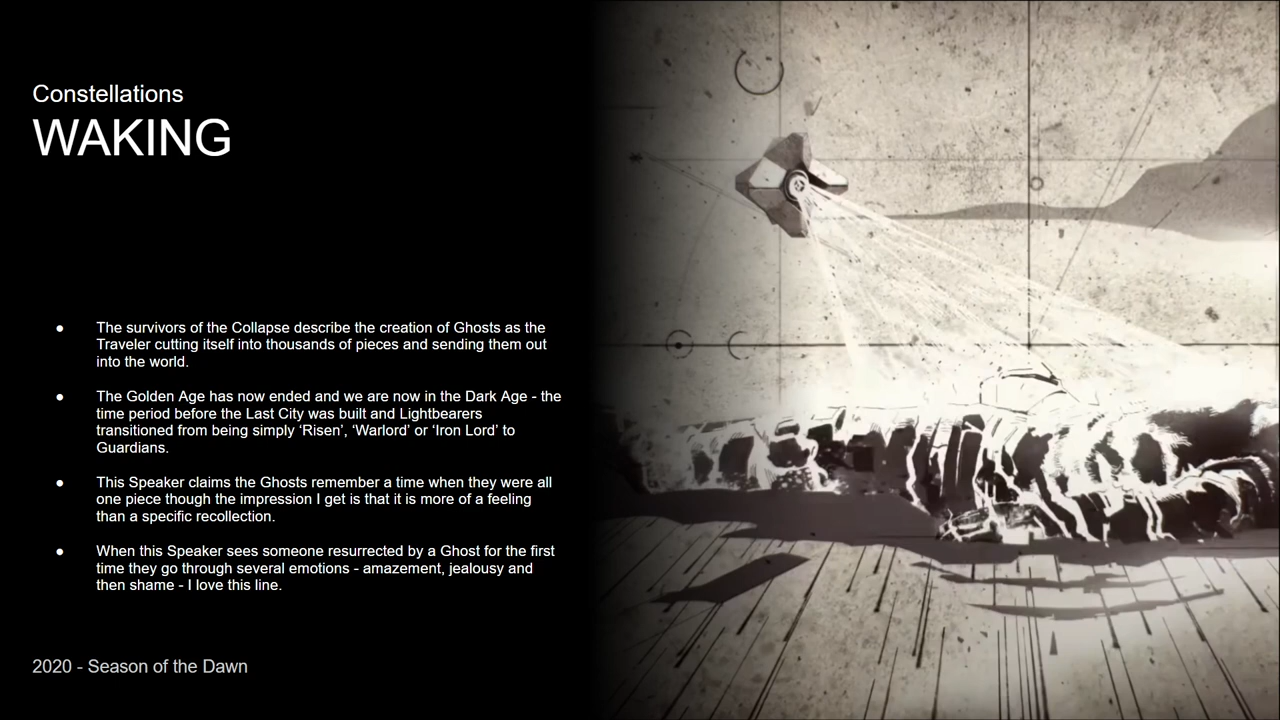 Constellations
WAKING
● The survivors of the Collapse describe the creation of Ghosts as the
Traveler cutting itself into thousands of pieces and sending them out
into the world.
● The Golden Age has now ended and we are now in the Dark Age - the
time period before the Last City was built and Lightbearers
transitioned from being simply ‘Risen’, ‘Warlord’ or ‘Iron Lord’ to
Guardians.
● This Speaker claims the Ghosts remember a time when they were all
one piece though the impression I get is that it is more of a feeling
than a specific recollection.
● When this Speaker sees someone resurrected by a Ghost for the first
time they go through several emotions - amazement, jealousy and
then shame - I love this line.
2020 - Season of the Dawn